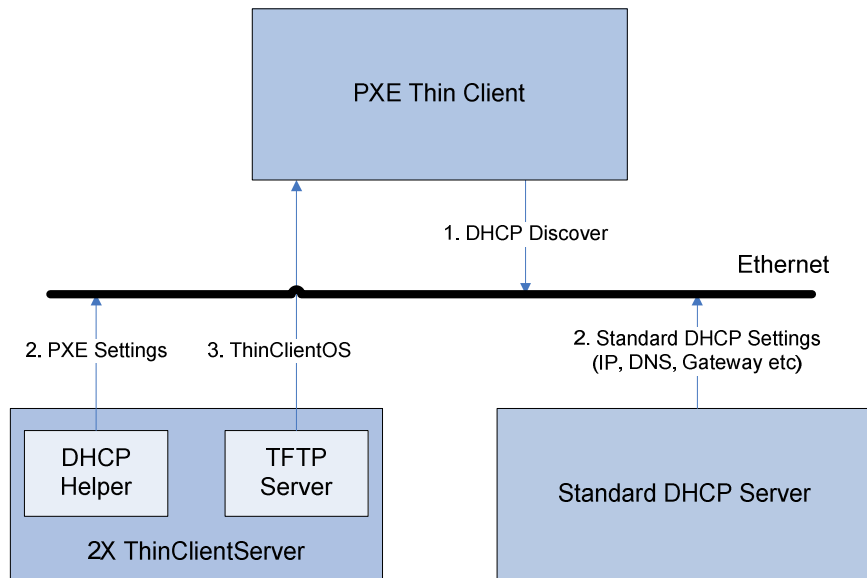 PXE Thin Client
1. DHCP Discover
Ethernet
2. PXE Settings
3. ThinClientOS
2. Standard DHCP Settings
(IP, DNS, Gateway etc)
DHCP
Helper
TFTP
Server
2X ThinClientServer
Standard DHCP Server